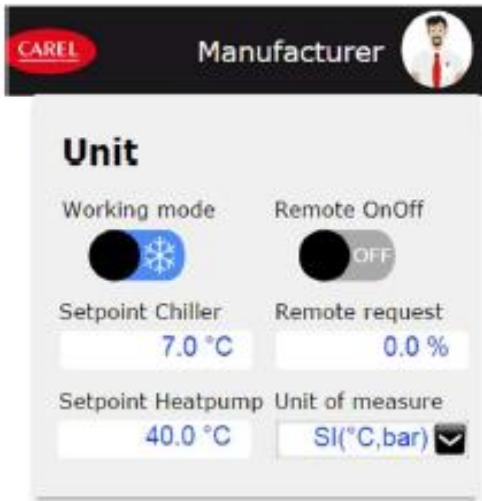 CAREL
Manufacturer
Unit
Working mode Remote OnOff
OFF
Setpoint Chiller Remote request
7.0 °C 0.0 %
Setpoint Heatpump Unit of measure
40.0 °C SI(°C,bar)